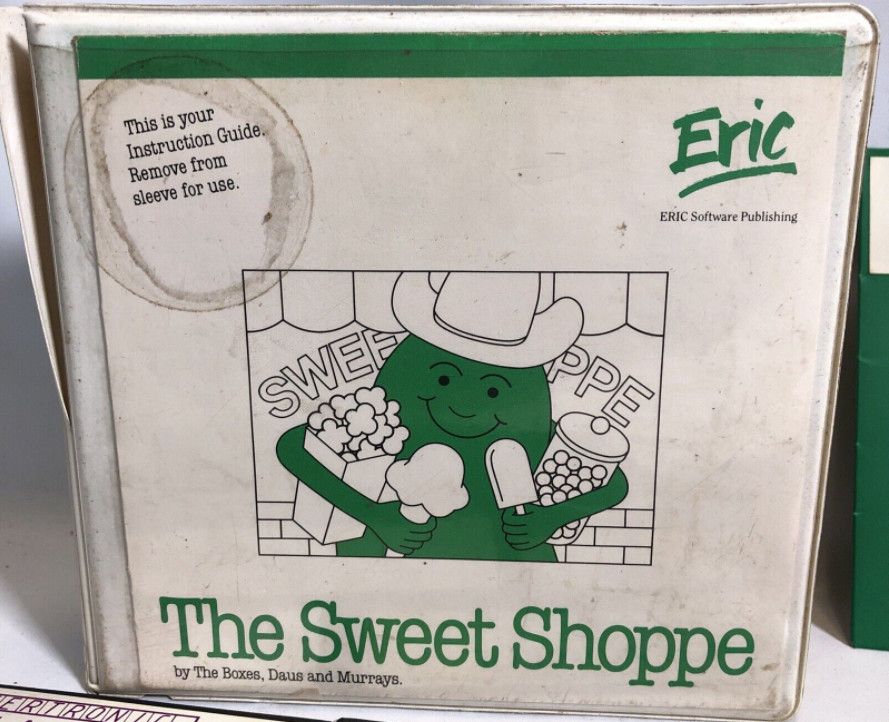 This is your
Instruction Guide.
Remove from
sleeve for use.
Eric
ERIC Software Publishing
SWEE PPE
The Sweet Shoppe
by The Boxes, Daus and Murrays.
ERTRONIC